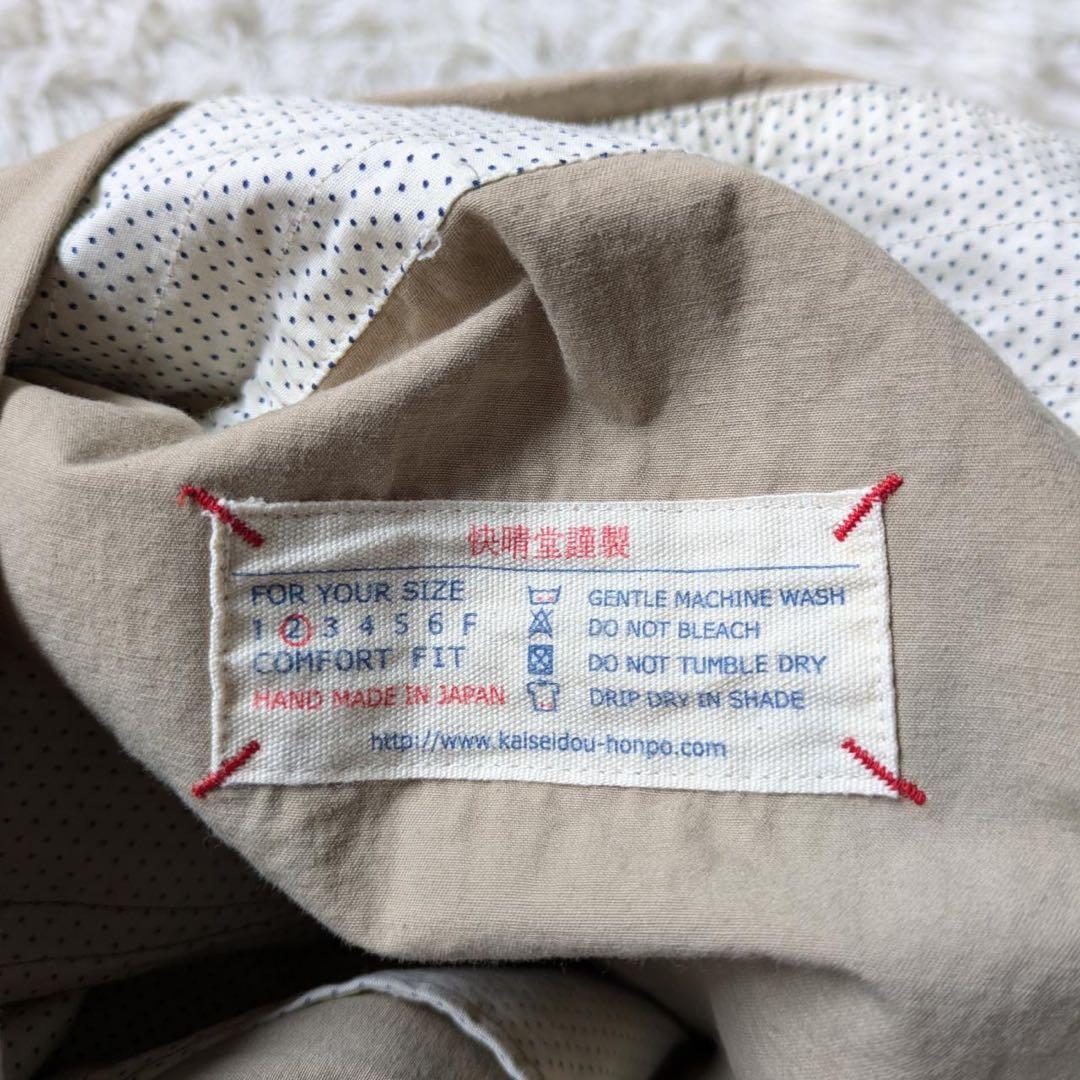 快晴堂謹製
FOR YOUR SIZE
1 2 3 4 5 6 F
COMFORT FIT
HAND MADE IN JAPAN
GENTLE MACHINE WASH
DO NOT BLEACH
DO NOT TUMBLE DRY
DRIP DRY IN SHADE
http://www.kaiseidou-honpo.com